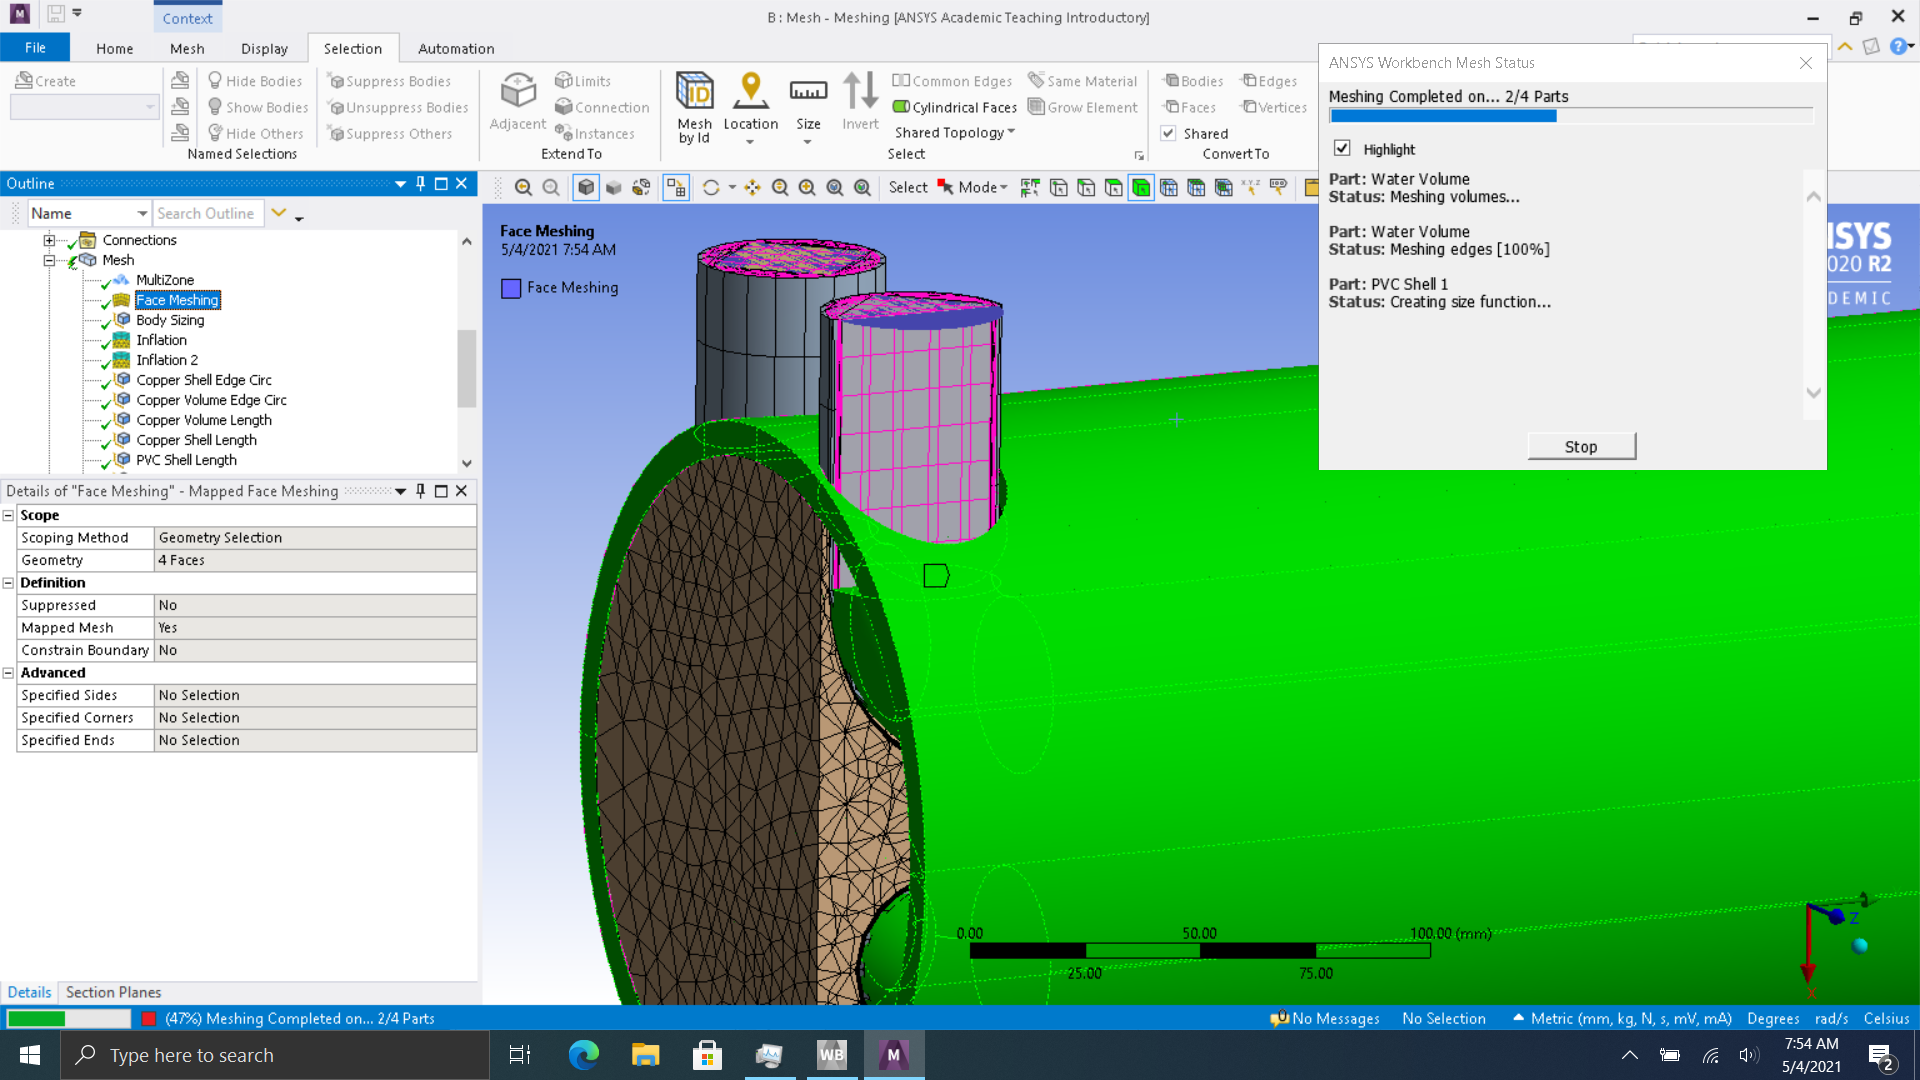 Context
B : Mesh - Meshing [ANSYS Academic Teaching Introductory]
File
Home
Mesh
Display
Selection
Automation
Create
Hide Bodies
Show Bodies
Hide Others
Suppress Bodies
Unsuppress Bodies
Suppress Others
Named Selections
Adjacent
Limits
Connection
Instances
Extend To
Mesh by Id
Location
Size
Invert
Common Edges
Cylindrical Faces
Shared Topology
Same Material
Grow Element
Select
Bodies
Edges
Faces
Vertices
Shared
Convert To
ANSYS Workbench Mesh Status
Meshing Completed on... 2/4 Parts
Highlight
Part: Water Volume
Status: Meshing volumes...
Part: Water Volume
Status: Meshing edges [100%]
Part: PVC Shell 1
Status: Creating size function...
Stop
Outline
Name
Search Outline
Select
Mode
Connections
Mesh
MultiZone
Face Meshing
Body Sizing
Inflation
Inflation 2
Copper Shell Edge Circ
Copper Volume Edge Circ
Copper Volume Length
Copper Shell Length
PVC Shell Length
Details of "Face Meshing" - Mapped Face Meshing
Scope
Scoping Method Geometry Selection
Geometry 4 Faces
Definition
Suppressed No
Mapped Mesh Yes
Constrain Boundary No
Advanced
Specified Sides No Selection
Specified Corners No Selection
Specified Ends No Selection
Face Meshing
5/4/2021 7:54 AM
Face Meshing
ISYS
020 R2
DEMIC
0.00 50.00 100.00 (mm)
25.00 75.00
Z
X
Details
Section Planes
(47%) Meshing Completed on... 2/4 Parts
No Messages
No Selection
Metric (mm, kg, N, s, mV, mA)
Degrees
rad/s
Celsius
Type here to search
WB
M
7:54 AM
5/4/2021
2